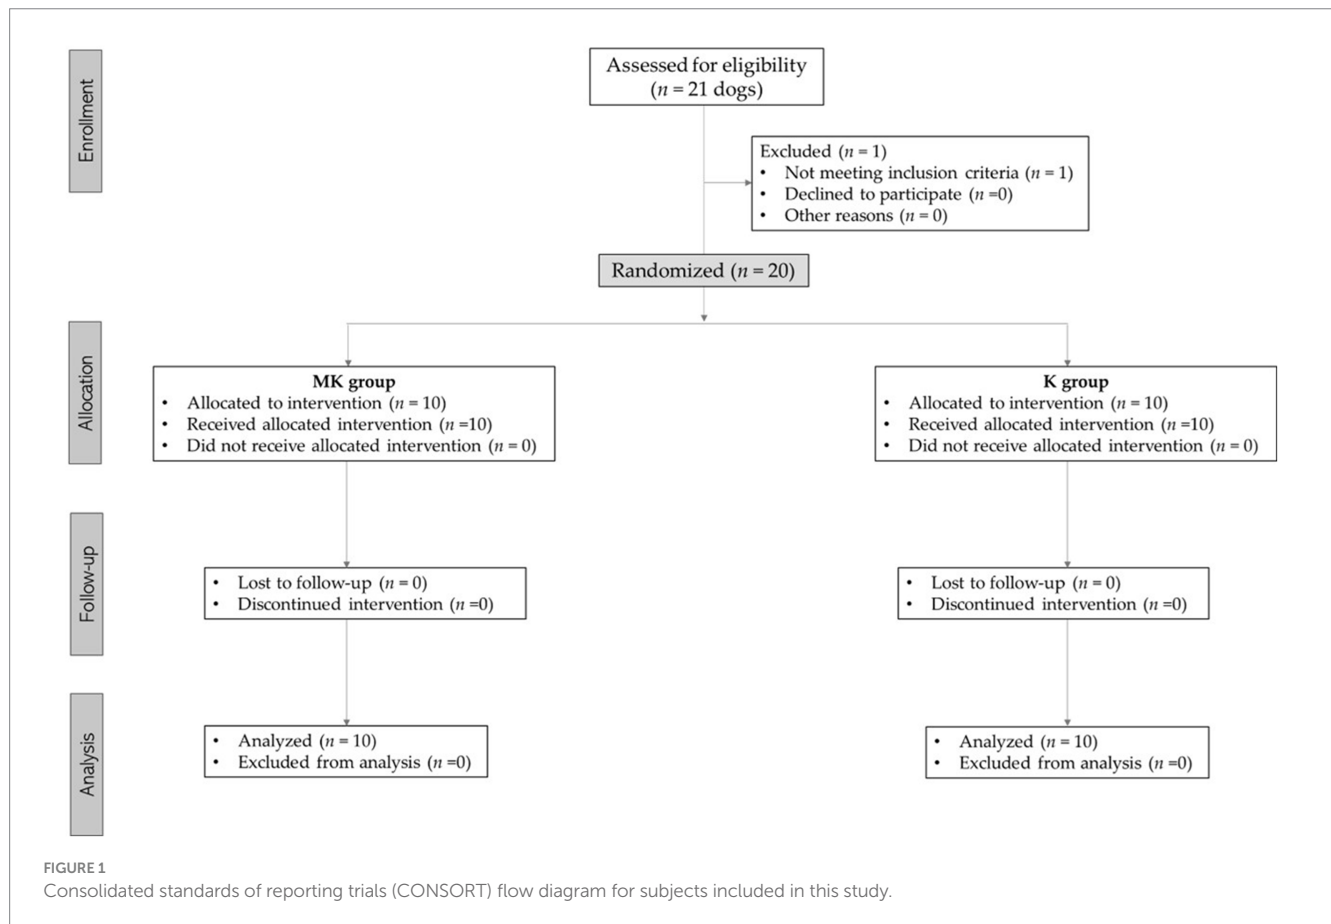 Enrollment
Assessed for eligibility
(n = 21 dogs)
Excluded (n = 1)
• Not meeting inclusion criteria (n = 1)
• Declined to participate (n =0)
• Other reasons (n = 0)
Randomized (n = 20)
Allocation
MK group
• Allocated to intervention (n = 10)
• Received allocated intervention (n =10)
• Did not receive allocated intervention (n = 0)
K group
• Allocated to intervention (n = 10)
• Received allocated intervention (n =10)
• Did not receive allocated intervention (n = 0)
Follow-up
• Lost to follow-up (n = 0)
• Discontinued intervention (n =0)
• Lost to follow-up (n = 0)
• Discontinued intervention (n =0)
Analysis
• Analyzed (n = 10)
• Excluded from analysis (n =0)
• Analyzed (n = 10)
• Excluded from analysis (n =0)
FIGURE 1
Consolidated standards of reporting trials (CONSORT) flow diagram for subjects included in this study.